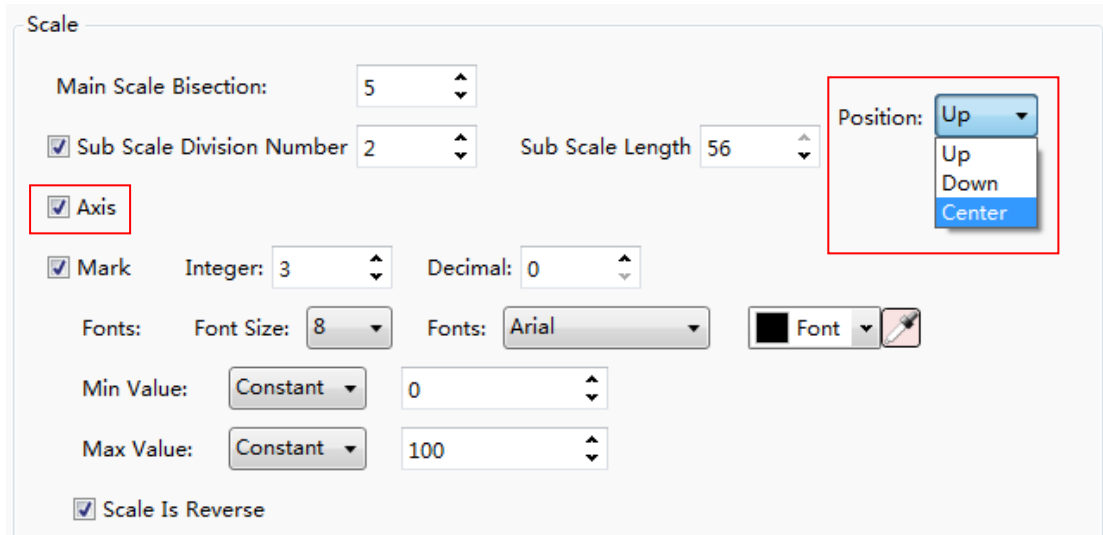 Scale
Main Scale Bisection: 5
Position: Up
Sub Scale Division Number 2 Sub Scale Length 56
Up
Down
Center
Axis
Mark Integer: 3 Decimal: 0
Fonts: Font Size: 8 Fonts: Arial Font
Min Value: Constant 0
Max Value: Constant 100
Scale Is Reverse